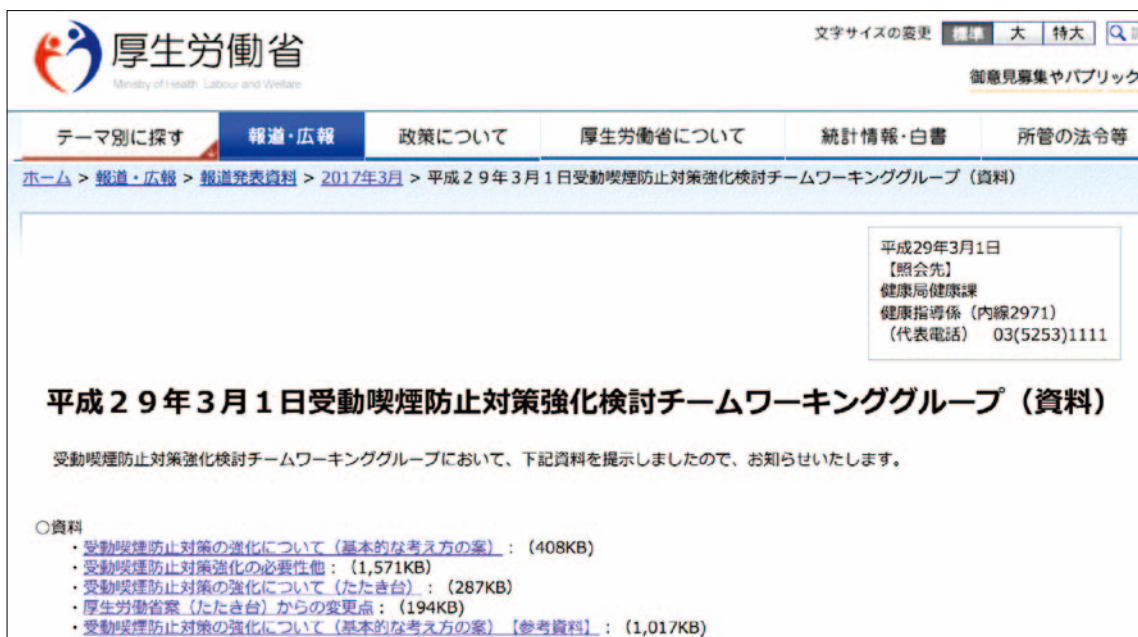 厚生労働省
Ministry of Health, Labour and Welfare
文字サイズの変更 標準 大 特大
御意見募集やパブリック
テーマ別に探す 報道・広報 政策について 厚生労働省について 統計情報・白書 所管の法令等
ホーム > 報道・広報 > 報道発表資料 > 2017年3月 > 平成29年3月1日受動喫煙防止対策強化検討チームワーキンググループ（資料）
平成29年3月1日
【照会先】
健康局健康課
健康指導係（内線2971）
（代表電話） 03(5253)1111
平成２９年３月１日受動喫煙防止対策強化検討チームワーキンググループ（資料）
受動喫煙防止対策強化検討チームワーキンググループにおいて、下記資料を提示しましたので、お知らせいたします。
○資料
・受動喫煙防止対策の強化について（基本的な考え方の案）：（408KB）
・受動喫煙防止対策強化の必要性他：（1,571KB）
・受動喫煙防止対策の強化について（たたき台）：（287KB）
・厚生労働省案（たたき台）からの変更点：（194KB）
・受動喫煙防止対策の強化について（基本的な考え方の案）【参考資料】：（1,017KB）